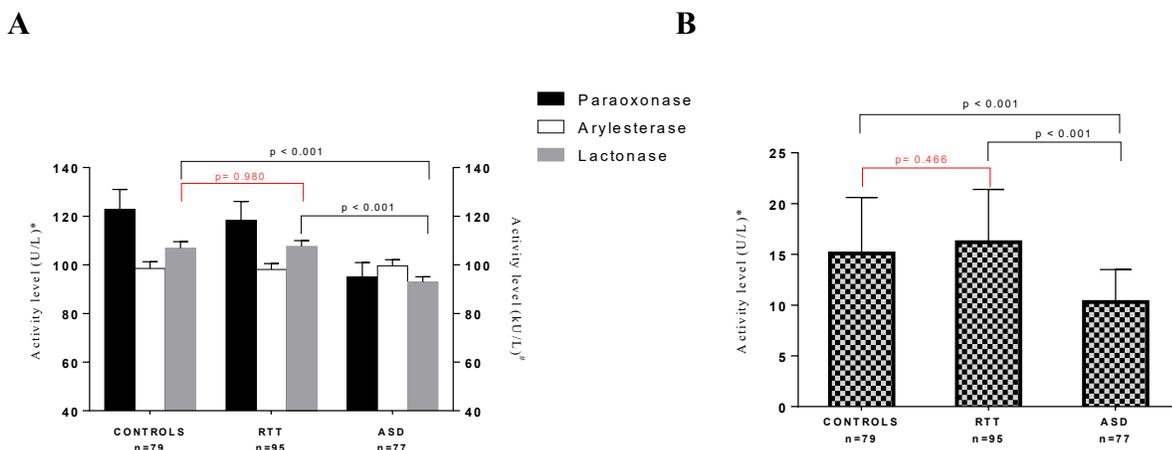 A
B
Paraoxonase
Arylesterase
Lactonase
p < 0.001
p= 0.980
p < 0.001
140
120
100
80
60
40
Activity level (U/L)*
140
120
100
80
60
40
Activity level (kU/L)#
CONTROLS
n=79
RTT
n=95
ASD
n=77
p < 0.001
p < 0.001
p= 0.466
25
20
15
10
5
0
Activity level (U/L)*
CONTROLS
n=79
RTT
n=95
ASD
n=77